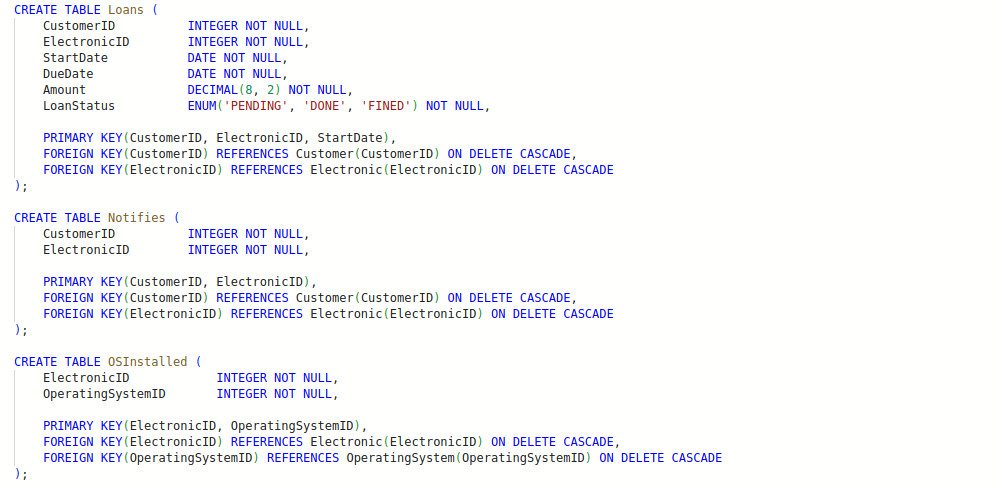 CREATE TABLE Loans (
    CustomerID          INTEGER NOT NULL,
    ElectronicID        INTEGER NOT NULL,
    StartDate           DATE NOT NULL,
    DueDate             DATE NOT NULL,
    Amount              DECIMAL(8, 2) NOT NULL,
    LoanStatus          ENUM('PENDING', 'DONE', 'FINED') NOT NULL,

    PRIMARY KEY(CustomerID, ElectronicID, StartDate),
    FOREIGN KEY(CustomerID) REFERENCES Customer(CustomerID) ON DELETE CASCADE,
    FOREIGN KEY(ElectronicID) REFERENCES Electronic(ElectronicID) ON DELETE CASCADE
);

CREATE TABLE Notifies (
    CustomerID          INTEGER NOT NULL,
    ElectronicID        INTEGER NOT NULL,

    PRIMARY KEY(CustomerID, ElectronicID),
    FOREIGN KEY(CustomerID) REFERENCES Customer(CustomerID) ON DELETE CASCADE,
    FOREIGN KEY(ElectronicID) REFERENCES Electronic(ElectronicID) ON DELETE CASCADE
);

CREATE TABLE OSInstalled (
    ElectronicID            INTEGER NOT NULL,
    OperatingSystemID       INTEGER NOT NULL,

    PRIMARY KEY(ElectronicID, OperatingSystemID),
    FOREIGN KEY(ElectronicID) REFERENCES Electronic(ElectronicID) ON DELETE CASCADE,
    FOREIGN KEY(OperatingSystemID) REFERENCES OperatingSystem(OperatingSystemID) ON DELETE CASCADE
);